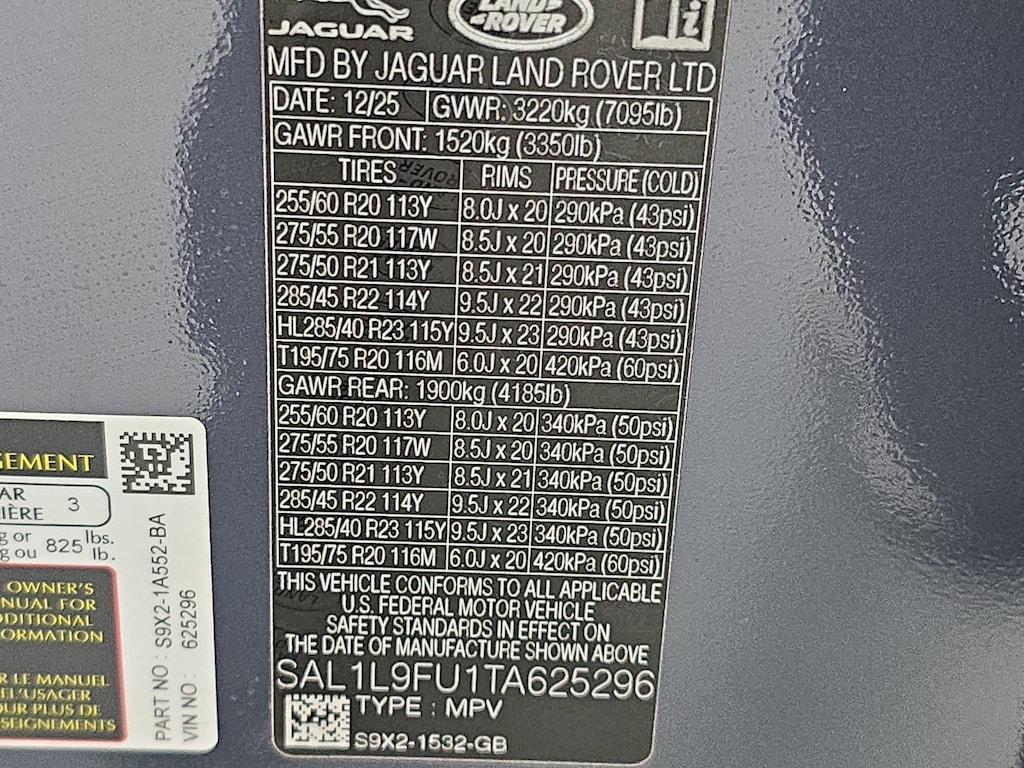 JAGUAR
LAND-
-ROVER
MFD BY JAGUAR LAND ROVER LTD
DATE: 12/25 GVWR: 3220kg (7095lb)
GAWR FRONT: 1520kg (3350lb)
TIRES RIMS PRESSURE (COLD)
255/60 R20 113Y 8.0J x 20 290kPa (43psi)
275/55 R20 117W 8.5J x 20 290kPa (43psi)
275/50 R21 113Y 8.5J x 21 290kPa (43psi)
285/45 R22 114Y 9.5J x 22 290kPa (43psi)
HL285/40 R23 115Y 9.5J x 23 290kPa (43psi)
T195/75 R20 116M 6.0J x 20 420kPa (60psi)
GAWR REAR: 1900kg (4185lb)
255/60 R20 113Y 8.0J x 20 340kPa (50psi)
275/55 R20 117W 8.5J x 20 340kPa (50psi)
275/50 R21 113Y 8.5J x 21 340kPa (50psi)
285/45 R22 114Y 9.5J x 22 340kPa (50psi)
HL285/40 R23 115Y 9.5J x 23 340kPa (50psi)
T195/75 R20 116M 6.0J x 20 420kPa (60psi)
THIS VEHICLE CONFORMS TO ALL APPLICABLE
U.S. FEDERAL MOTOR VEHICLE
SAFETY STANDARDS IN EFFECT ON
THE DATE OF MANUFACTURE SHOWN ABOVE
SAL1L9FU1TA625296
TYPE : MPV
S9X2-1532-GB
GEMENT
AR
IÈRE 3
g or 825 lbs.
g ou lb.
OWNER'S
NUAL FOR
DDITIONAL
ORMATION
R LE MANUEL
EL'USAGER
UR PLUS DE
SEIGNEMENTS
PART NO : S9X2-1A552-BA
VIN NO : 625296